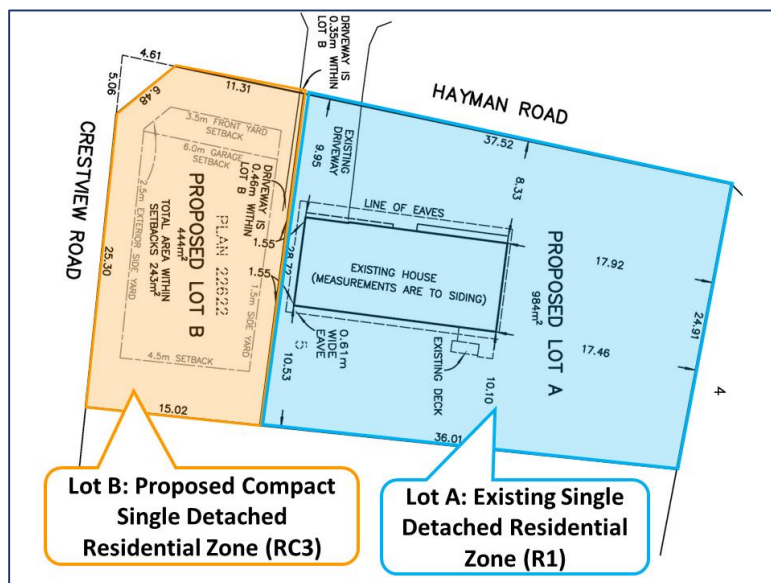 4.61
5.06
6.48
11.31
DRIVEWAY IS
0.35m WITHIN
LOT B
HAYMAN ROAD
37.52
CRESTVIEW ROAD
25.30
3.5m FRONT YARD
SETBACK
6.0m GARAGE
SETBACK
2.5m EXTERIOR SIDE YARD
TOTAL AREA WITHIN
SETBACKS 243m²
PROPOSED LOT B
444m²
PLAN 22622
DRIVEWAY IS
0.46m WITHIN
LOT B
1.5m SIDE YARD
4.5m SETBACK
15.02
EXISTING
DRIVEWAY
9.95
8.33
LINE OF EAVES
1.55
28.72
1.55
EXISTING HOUSE
(MEASUREMENTS ARE TO SIDING)
0.61m
WIDE
EAVE
5
10.53
EXISTING DECK
10.10
PROPOSED LOT A
984m²
17.92
17.46
24.91
4
36.01
Lot B: Proposed Compact
Single Detached
Residential Zone (RC3)
Lot A: Existing Single
Detached Residential
Zone (R1)